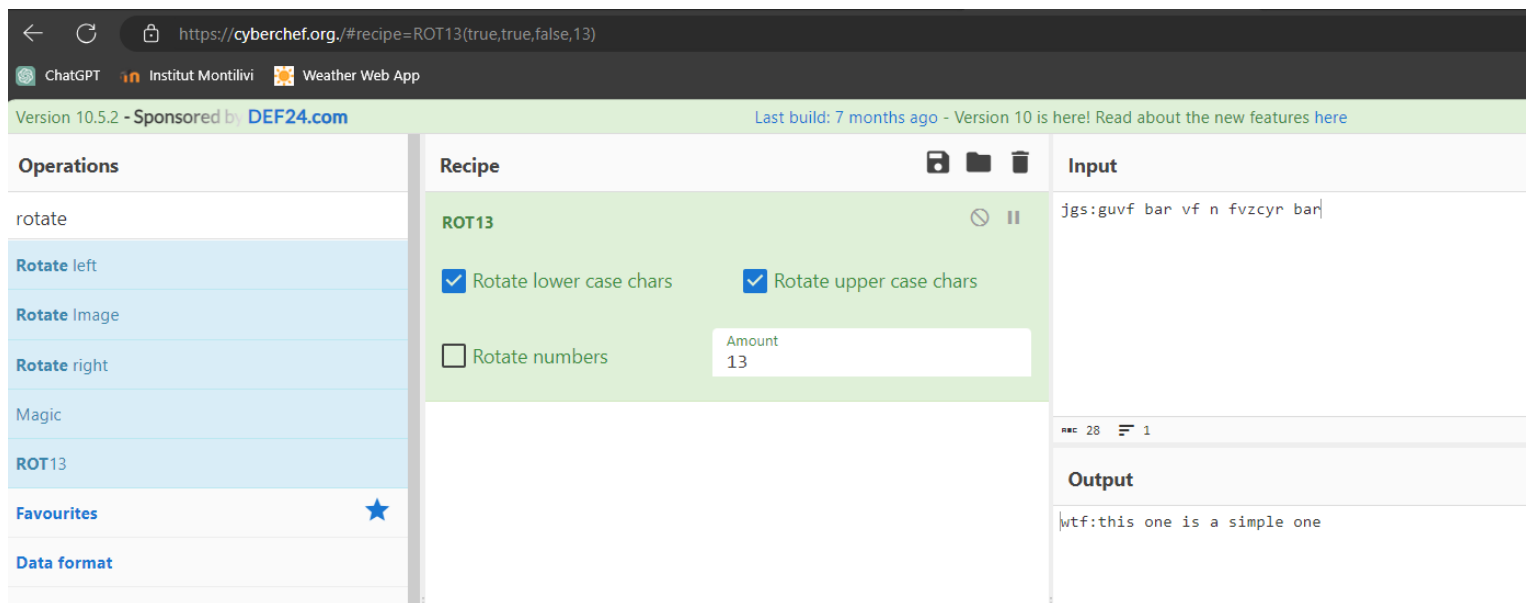 https://cyberchef.org./#recipe=ROT13(true,true,false,13)
ChatGPT Institut Montilivi Weather Web App
Version 10.5.2 - Sponsored by DEF24.com
Last build: 7 months ago - Version 10 is here! Read about the new features here
Operations
rotate
Rotate left
Rotate Image
Rotate right
Magic
ROT13
Favourites
Data format
Recipe
ROT13
Rotate lower case chars Rotate upper case chars
Rotate numbers
Amount
13
Input
jgs:guvf bar vf n fvzcyr bar
ABC 28 1
Output
wtf:this one is a simple one